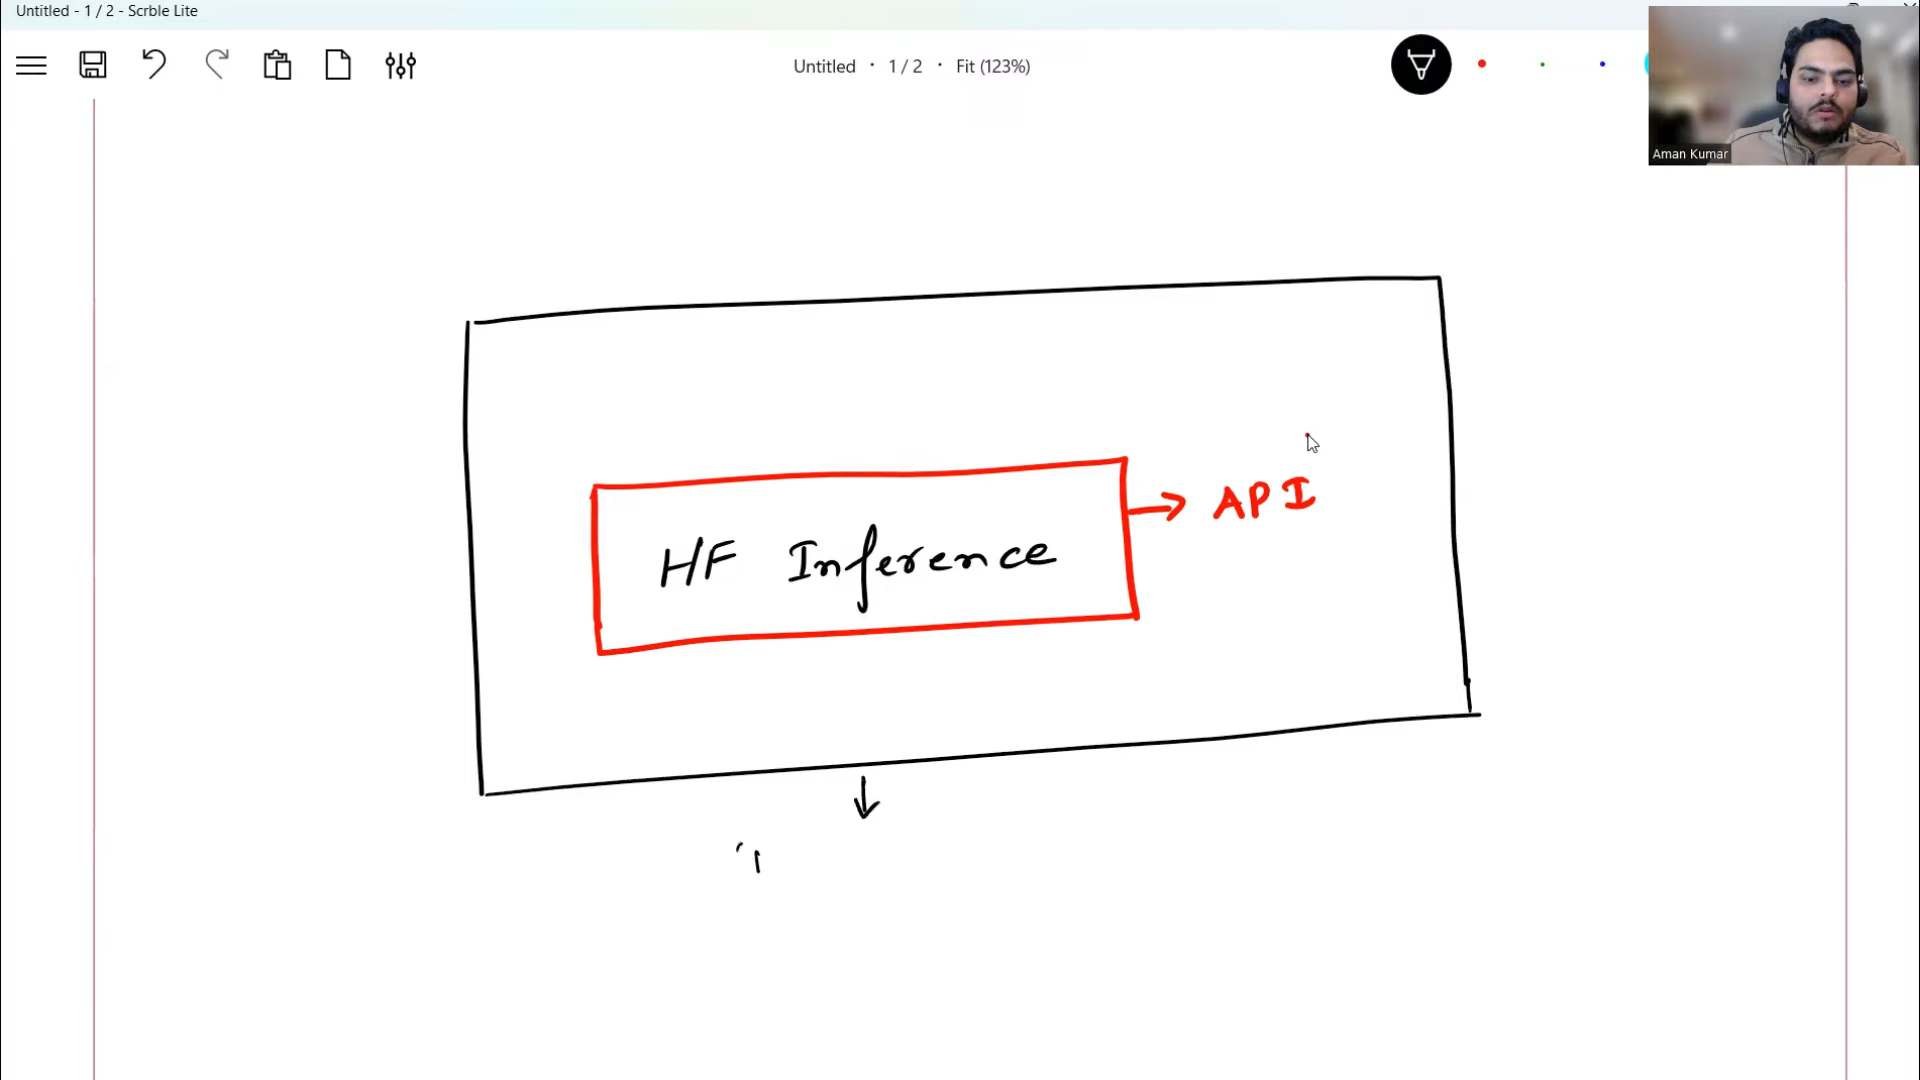 Untitled - 1 / 2 - Scrble Lite
Untitled • 1 / 2 • Fit (123%)
Aman Kumar
API
HF Inference